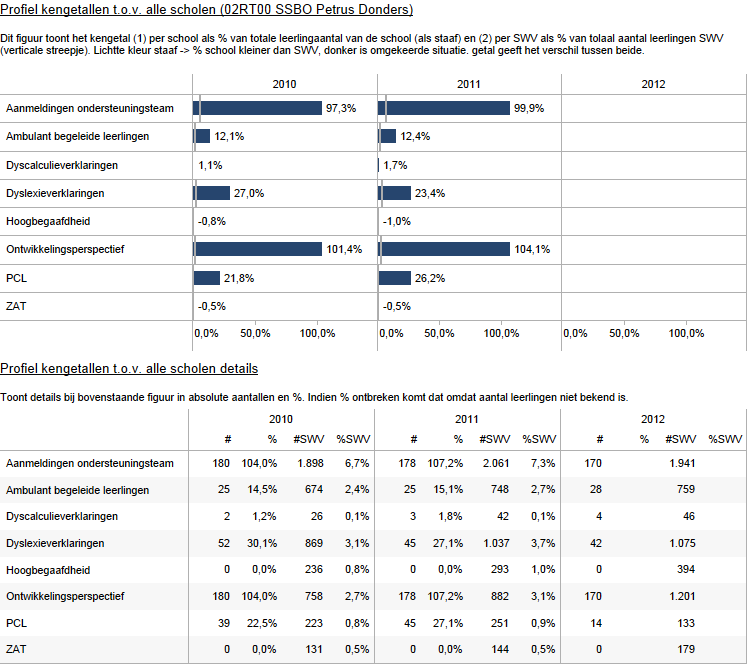 Profiel kengetallen t.o.v. alle scholen (02RT00 SSBO Petrus Donders)
Dit figuur toont het kengetal (1) per school als % van totale leerlingaantal van de school (als staaf) en (2) per SWV als % van totaal aantal leerlingen SWV
(verticale streepje). Lichtte kleur staaf -> % school kleiner dan SWV, donker is omgekeerde situatie. getal geeft het verschil tussen beide.
2010 2011 2012
Aanmeldingen ondersteuningsteam 97,3% 99,9%
Ambulant begeleide leerlingen 12,1% 12,4%
Dyscalculieverklaringen 1,1% 1,7%
Dyslexieverklaringen 27,0% 23,4%
Hoogbegaafdheid -0,8% -1,0%
Ontwikkelingsperspectief 101,4% 104,1%
PCL 21,8% 26,2%
ZAT -0,5% -0,5%
0,0% 50,0% 100,0% 0,0% 50,0% 100,0% 0,0% 50,0% 100,0%
Profiel kengetallen t.o.v. alle scholen details
Toont details bij bovenstaande figuur in absolute aantallen en %. Indien % ontbreken komt dat omdat aantal leerlingen niet bekend is.
2010 2011 2012
# % #SWV %SWV # % #SWV %SWV # % #SWV %SWV
Aanmeldingen ondersteuningsteam 180 104,0% 1.898 6,7% 178 107,2% 2.061 7,3% 170 1.941
Ambulant begeleide leerlingen 25 14,5% 674 2,4% 25 15,1% 748 2,7% 28 759
Dyscalculieverklaringen 2 1,2% 26 0,1% 3 1,8% 42 0,1% 4 46
Dyslexieverklaringen 52 30,1% 869 3,1% 45 27,1% 1.037 3,7% 42 1.075
Hoogbegaafdheid 0 0,0% 236 0,8% 0 0,0% 293 1,0% 0 394
Ontwikkelingsperspectief 180 104,0% 758 2,7% 178 107,2% 882 3,1% 170 1.201
PCL 39 22,5% 223 0,8% 45 27,1% 251 0,9% 14 133
ZAT 0 0,0% 131 0,5% 0 0,0% 144 0,5% 0 179